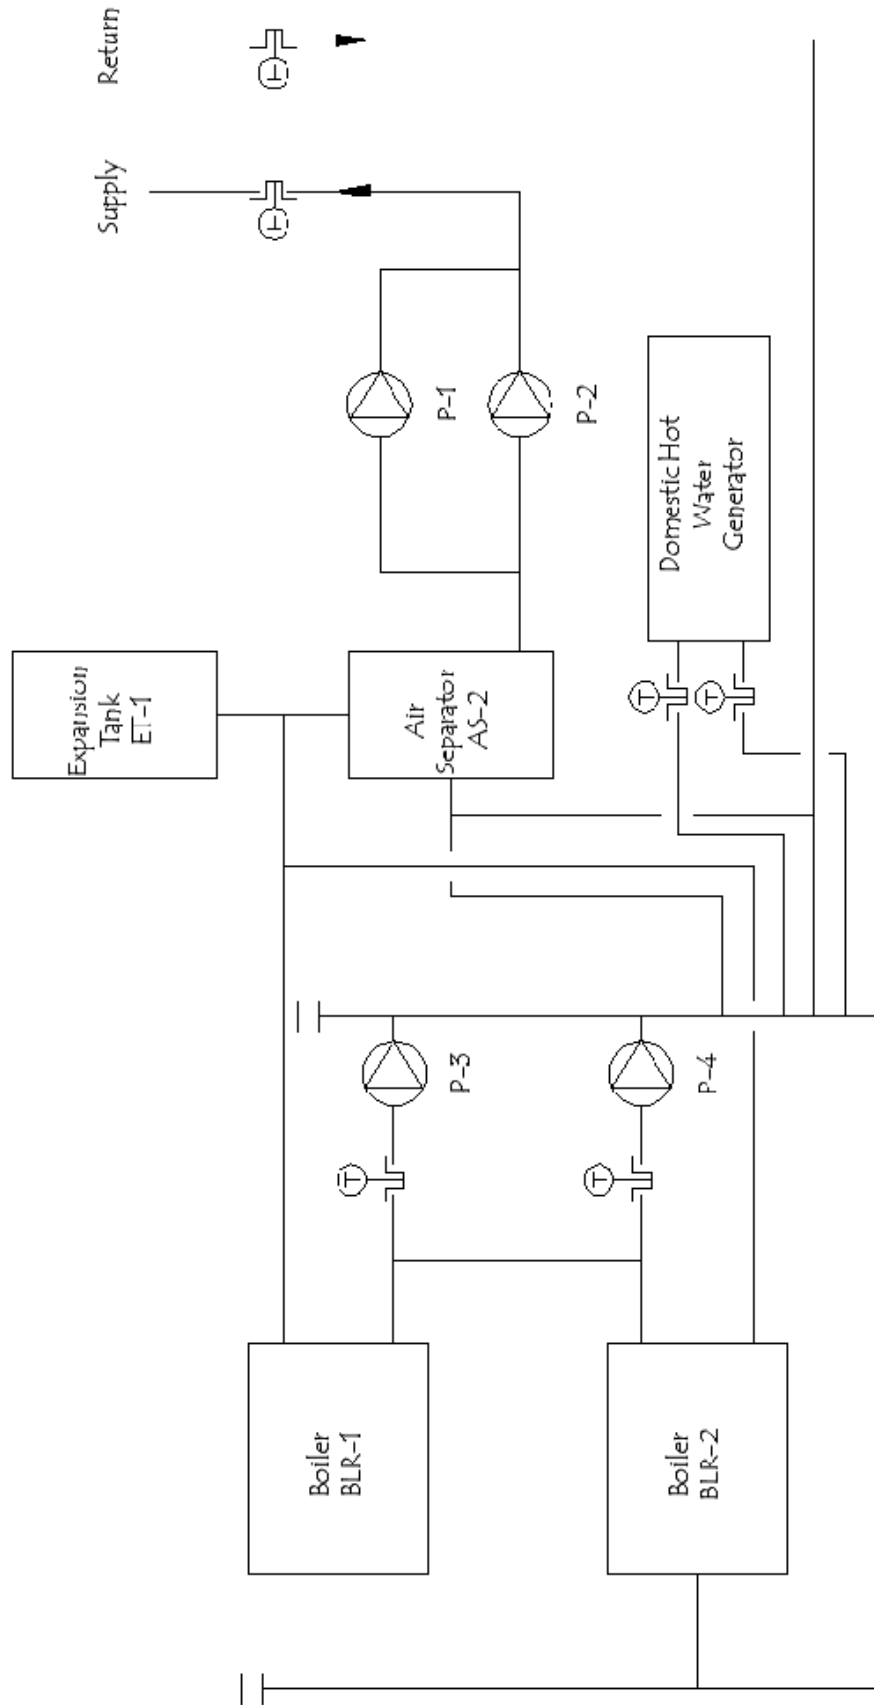 Return
Supply
P-1
P-2
Expansion
Tank
ET-1
Air
Separator
AS-2
Domestic Hot
Water
Generator
T
T
T
T
P-3
P-4
T
T
Boiler
BLR-1
Boiler
BLR-2